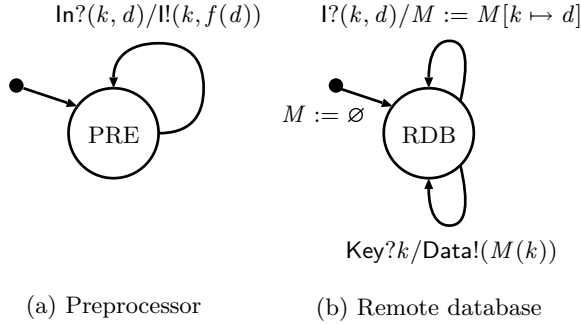 In?(k, d)/I!(k, f(d))
PRE
(a) Preprocessor
I?(k, d)/M := M[k ↦ d]
M := ∅
RDB
Key?k/Data!(M(k))
(b) Remote database